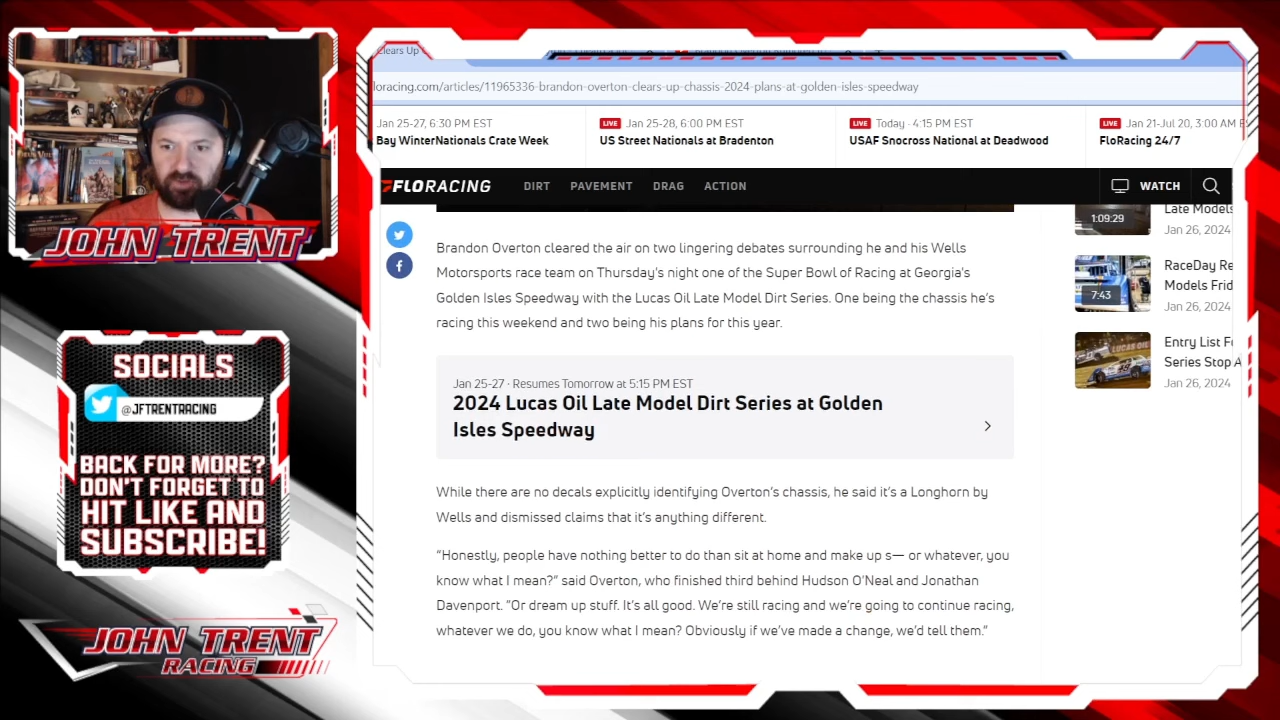 JOHN TRENT
SOCIALS
@JFTRENTRACING
BACK FOR MORE?
DON'T FORGET TO
HIT LIKE AND
SUBSCRIBE!
JOHN TRENT
RACING
Clears Up
loracing.com/articles/11965336-brandon-overton-clears-up-chassis-2024-plans-at-golden-isles-speedway
Jan 25-27, 6:30 PM EST
Bay WinterNationals Crate Week
LIVE Jan 25-28, 6:00 PM EST
US Street Nationals at Bradenton
LIVE Today · 4:15 PM EST
USAF Snocross National at Deadwood
LIVE Jan 21-Jul 20, 3:00 AM E
FloRacing 24/7
FLORACING DIRT PAVEMENT DRAG ACTION WATCH
Brandon Overton cleared the air on two lingering debates surrounding he and his Wells
Motorsports race team on Thursday's night one of the Super Bowl of Racing at Georgia's
Golden Isles Speedway with the Lucas Oil Late Model Dirt Series. One being the chassis he's
racing this weekend and two being his plans for this year.
Jan 25-27 · Resumes Tomorrow at 5:15 PM EST
2024 Lucas Oil Late Model Dirt Series at Golden
Isles Speedway
While there are no decals explicitly identifying Overton's chassis, he said it's a Longhorn by
Wells and dismissed claims that it's anything different.
“Honestly, people have nothing better to do than sit at home and make up s— or whatever, you
know what I mean?” said Overton, who finished third behind Hudson O'Neal and Jonathan
Davenport. “Or dream up stuff. It's all good. We're still racing and we're going to continue racing,
whatever we do, you know what I mean? Obviously if we've made a change, we'd tell them.”
1:09:29
Late Models
Jan 26, 2024
7:43
RaceDay Re
Models Frid
Jan 26, 2024
Entry List F
Series Stop A
Jan 26, 2024